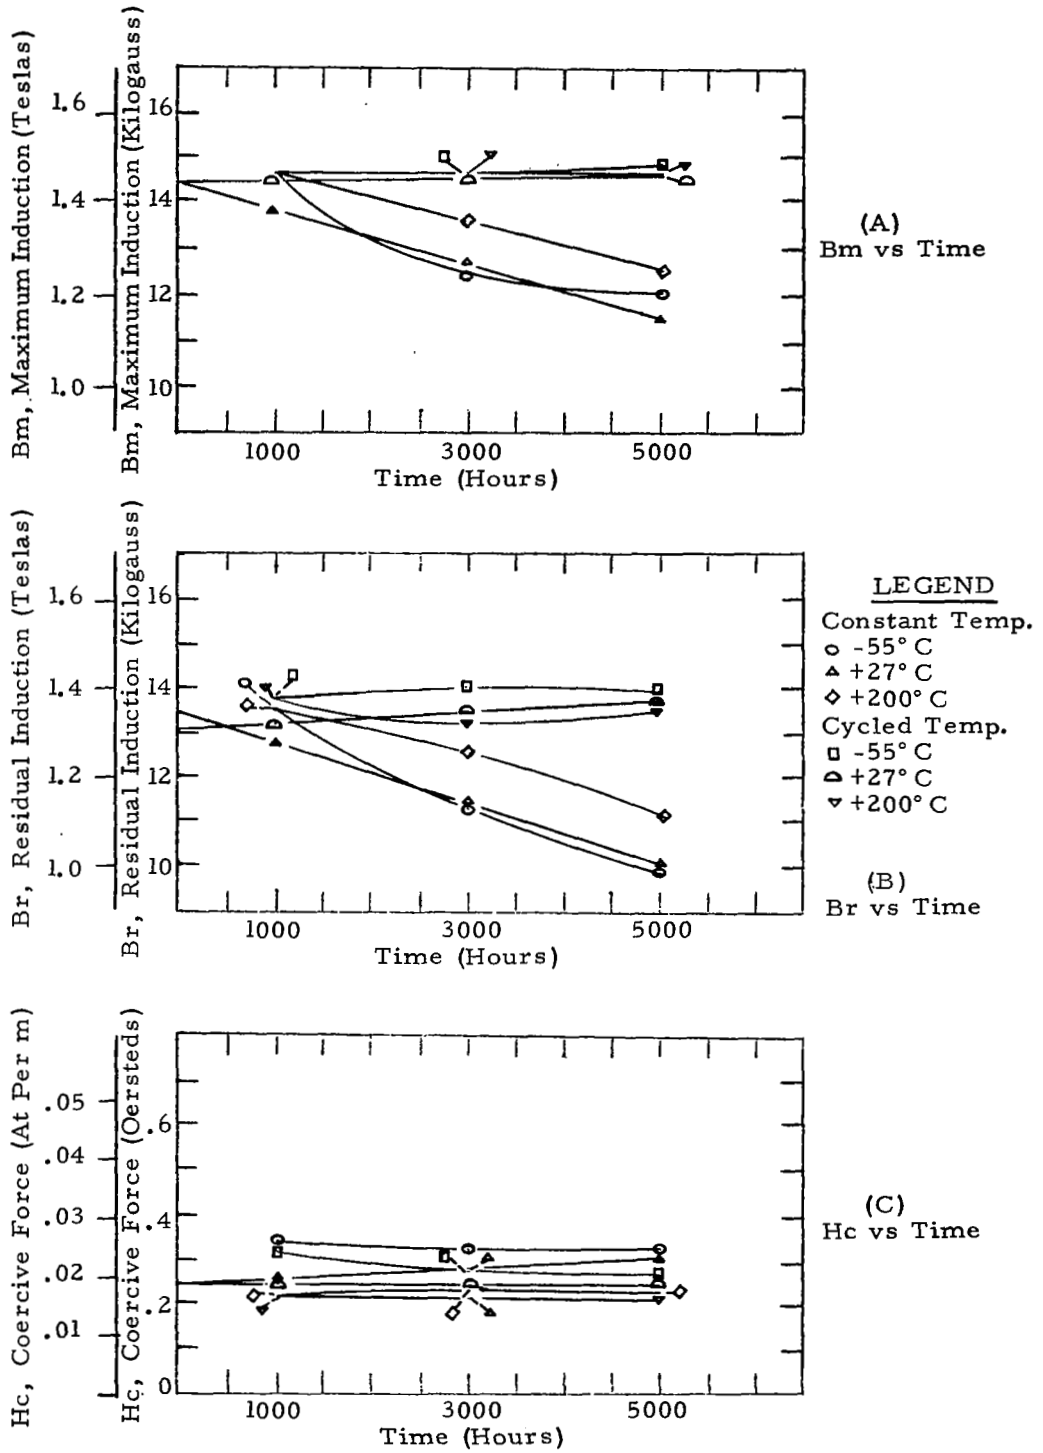 Bm, Maximum Induction (Teslas)
Bm, Maximum Induction (Kilogauss)
1.6
1.4
1.2
1.0
16
14
12
10
1000
3000
5000
Time (Hours)
(A)
Bm vs Time
Br, Residual Induction (Teslas)
Br, Residual Induction (Kilogauss)
1.6
1.4
1.2
1.0
16
14
12
10
1000
3000
5000
Time (Hours)
LEGEND
Constant Temp.
-55° C
+27° C
+200° C
Cycled Temp.
-55° C
+27° C
+200° C
(B)
Br vs Time
Hc, Coercive Force (At Per m)
Hc, Coercive Force (Oersteds)
.05
.04
.03
.02
.01
.6
.4
.2
0
1000
3000
5000
Time (Hours)
(C)
Hc vs Time